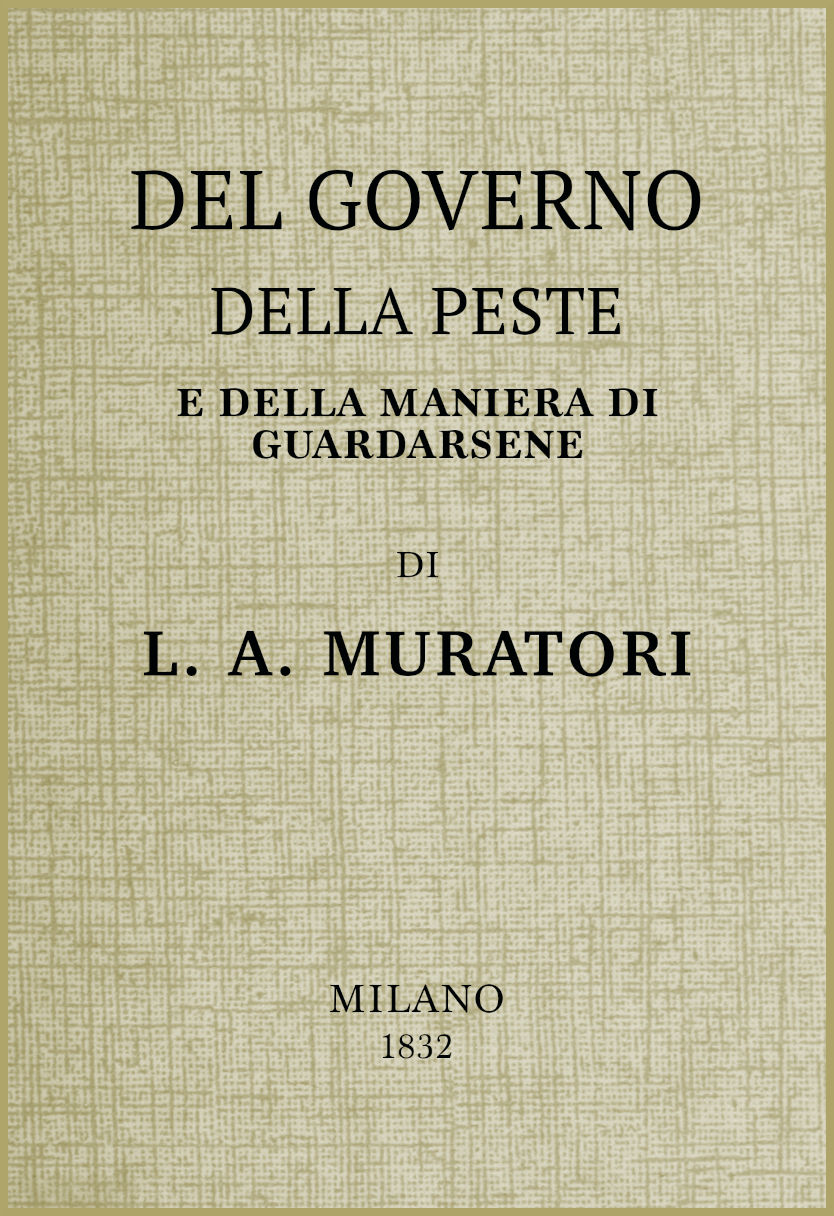 DEL GOVERNO
DELLA PESTE
E DELLA MANIERA DI
GUARDARSENE
DI
L. A. MURATORI
MILANO
1832